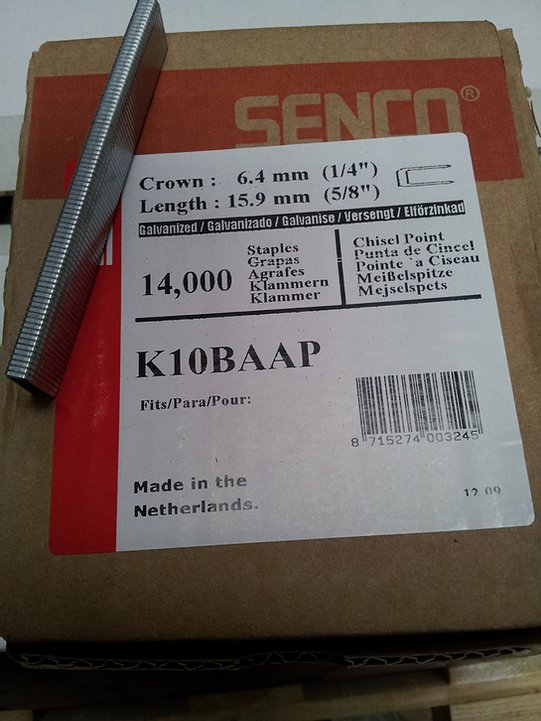 SENCO®
Crown : 6.4 mm (1/4")
Length : 15.9 mm (5/8")
Galvanized / Galvanizado / Galvanise / Versengt / Elförzinkad
14,000
Staples
Grapas
Agrafes
Klammern
Klammer
Chisel Point
Punta de Cincel
Pointe `a Ciseau
Meißelspitze
Mejselspets
K10BAAP
Fits/Para/Pour:
8 715274 003245
Made in the
Netherlands.
12 09